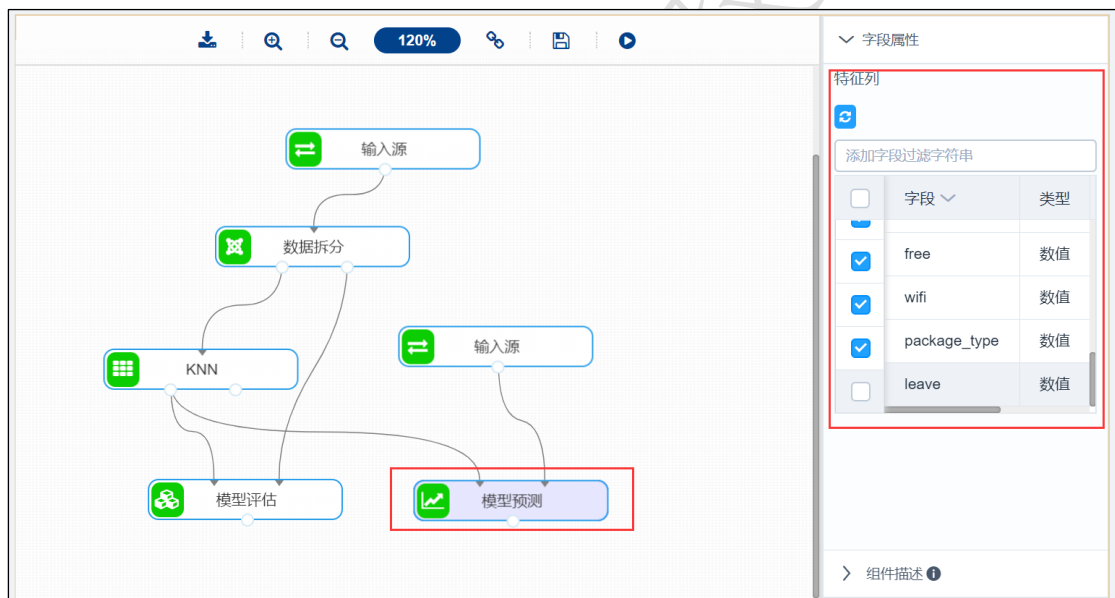 120%
输入源
数据拆分
KNN
输入源
模型评估
模型预测
字段属性
特征列
添加字段过滤字符串
字段 类型
free 数值
wifi 数值
package_type 数值
leave 数值
组件描述